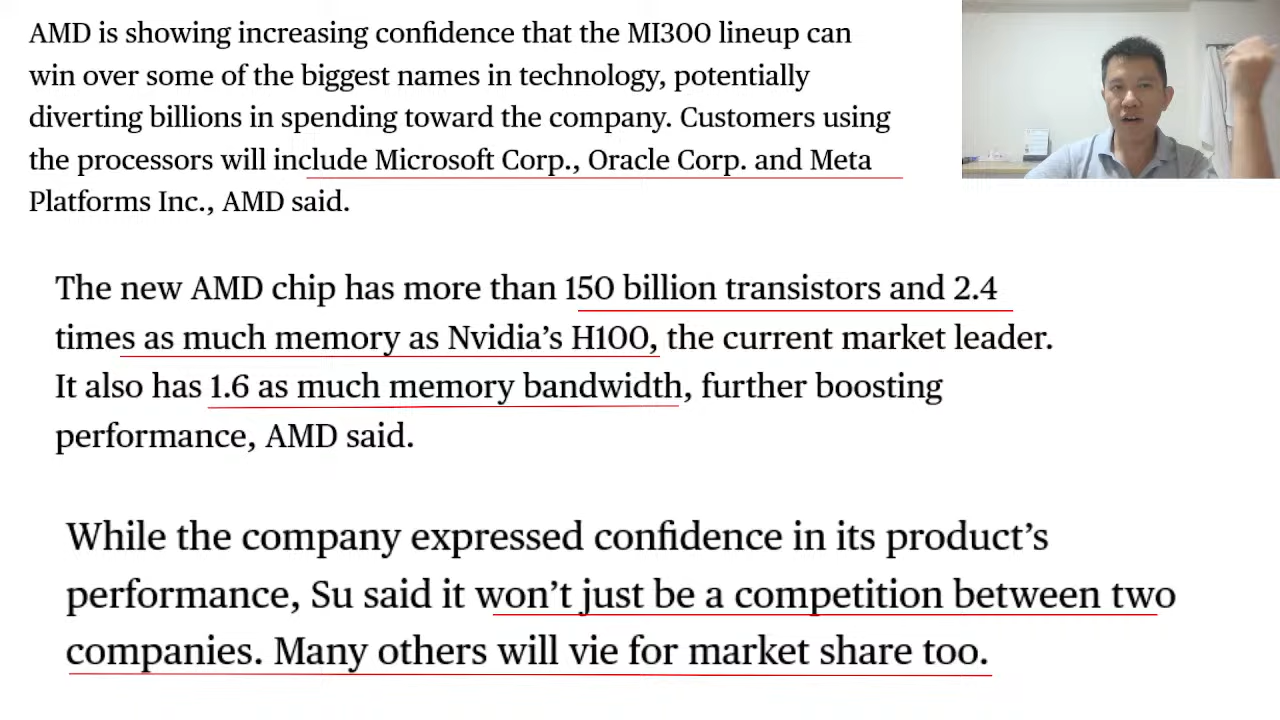 AMD is showing increasing confidence that the MI300 lineup can
win over some of the biggest names in technology, potentially
diverting billions in spending toward the company. Customers using
the processors will include Microsoft Corp., Oracle Corp. and Meta
Platforms Inc., AMD said.
The new AMD chip has more than 150 billion transistors and 2.4
times as much memory as Nvidia’s H100, the current market leader.
It also has 1.6 as much memory bandwidth, further boosting
performance, AMD said.
While the company expressed confidence in its product’s
performance, Su said it won’t just be a competition between two
companies. Many others will vie for market share too.